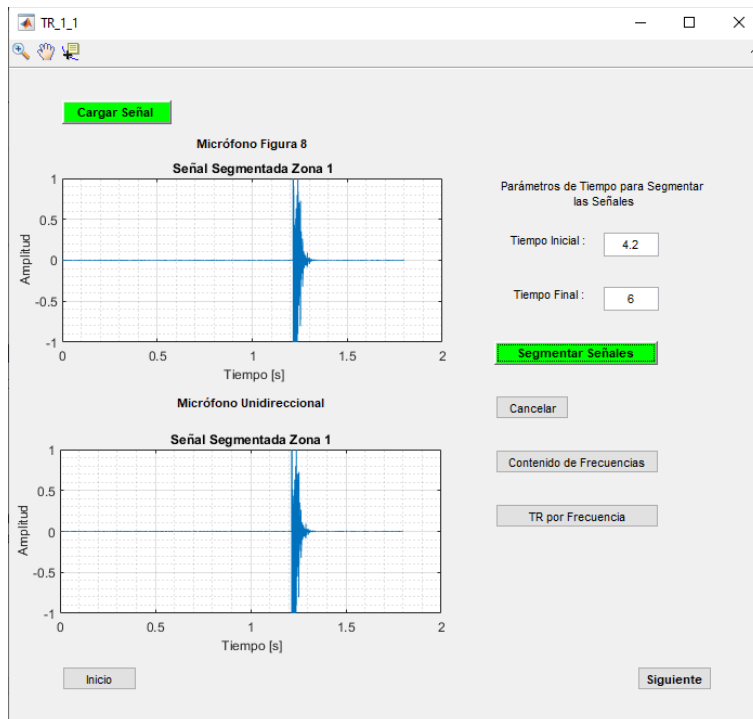 TR_1_1
Cargar Señal
Micrófono Figura 8
Señal Segmentada Zona 1
1
0.5
0
-0.5
-1
Amplitud
0 0.5 1 1.5 2
Tiempo [s]
Parámetros de Tiempo para Segmentar
las Señales
Tiempo Inicial : 4.2
Tiempo Final : 6
Segmentar Señales
Cancelar
Contenido de Frecuencias
TR por Frecuencia
Micrófono Unidireccional
Señal Segmentada Zona 1
1
0.5
0
-0.5
-1
Amplitud
0 0.5 1 1.5 2
Tiempo [s]
Inicio
Siguiente